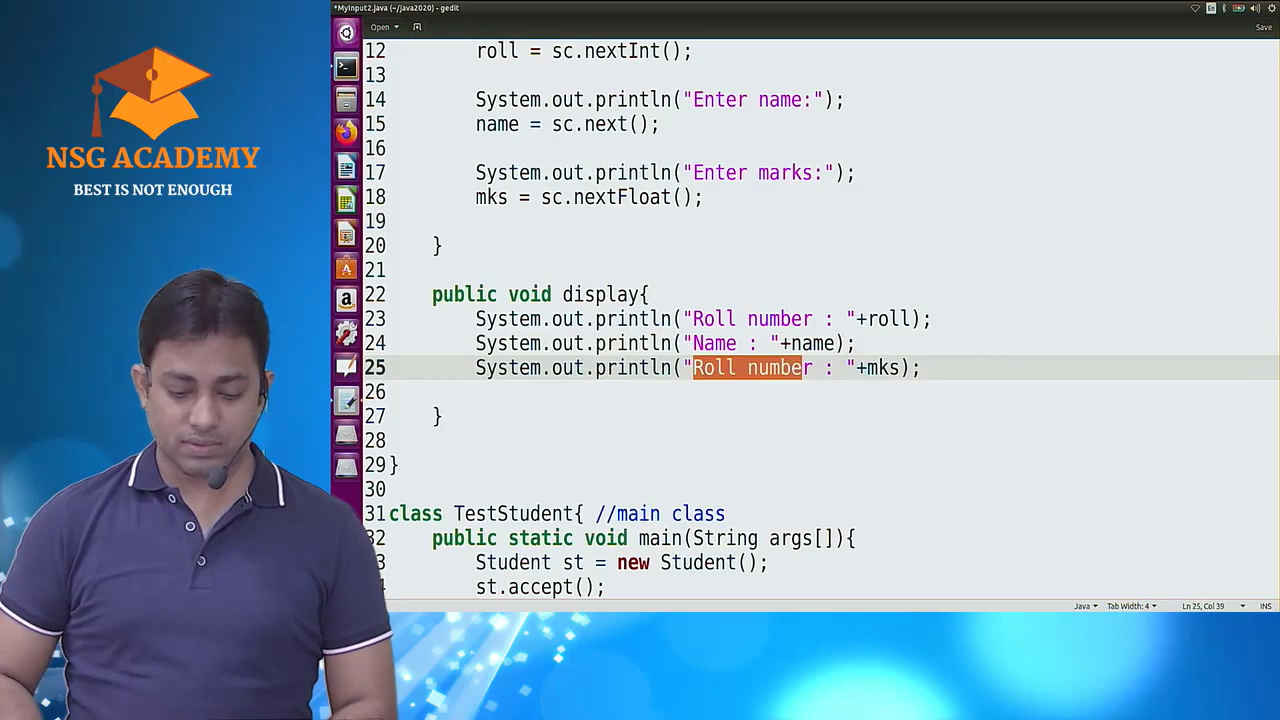 *MyInput2.java (~/java2020) - gedit
En
Open
Save
NSG ACADEMY
BEST IS NOT ENOUGH
12 roll = sc.nextInt();
13
14 System.out.println("Enter name:");
15 name = sc.next();
16
17 System.out.println("Enter marks:");
18 mks = sc.nextFloat();
19
20 }
21
22 public void display{
23 System.out.println("Roll number : "+roll);
24 System.out.println("Name : "+name);
25 System.out.println("Roll number : "+mks);
26
27 }
28
29 }
30
31 class TestStudent{ //main class
32 public static void main(String args[]){
3 Student st = new Student();
4 st.accept();
Java Tab Width: 4 Ln 25, Col 39 INS